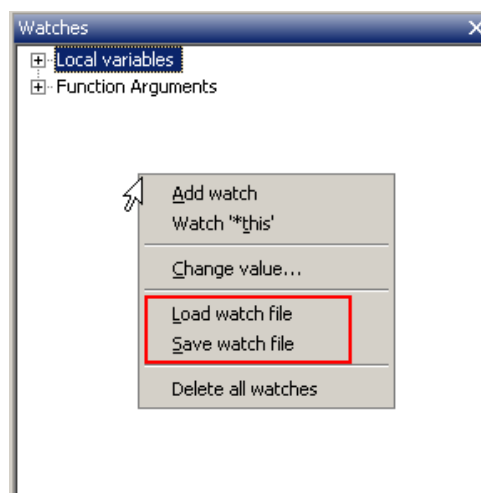 Watches
Local variables
Function Arguments
Add watch
Watch '*this'
Change value...
Load watch file
Save watch file
Delete all watches